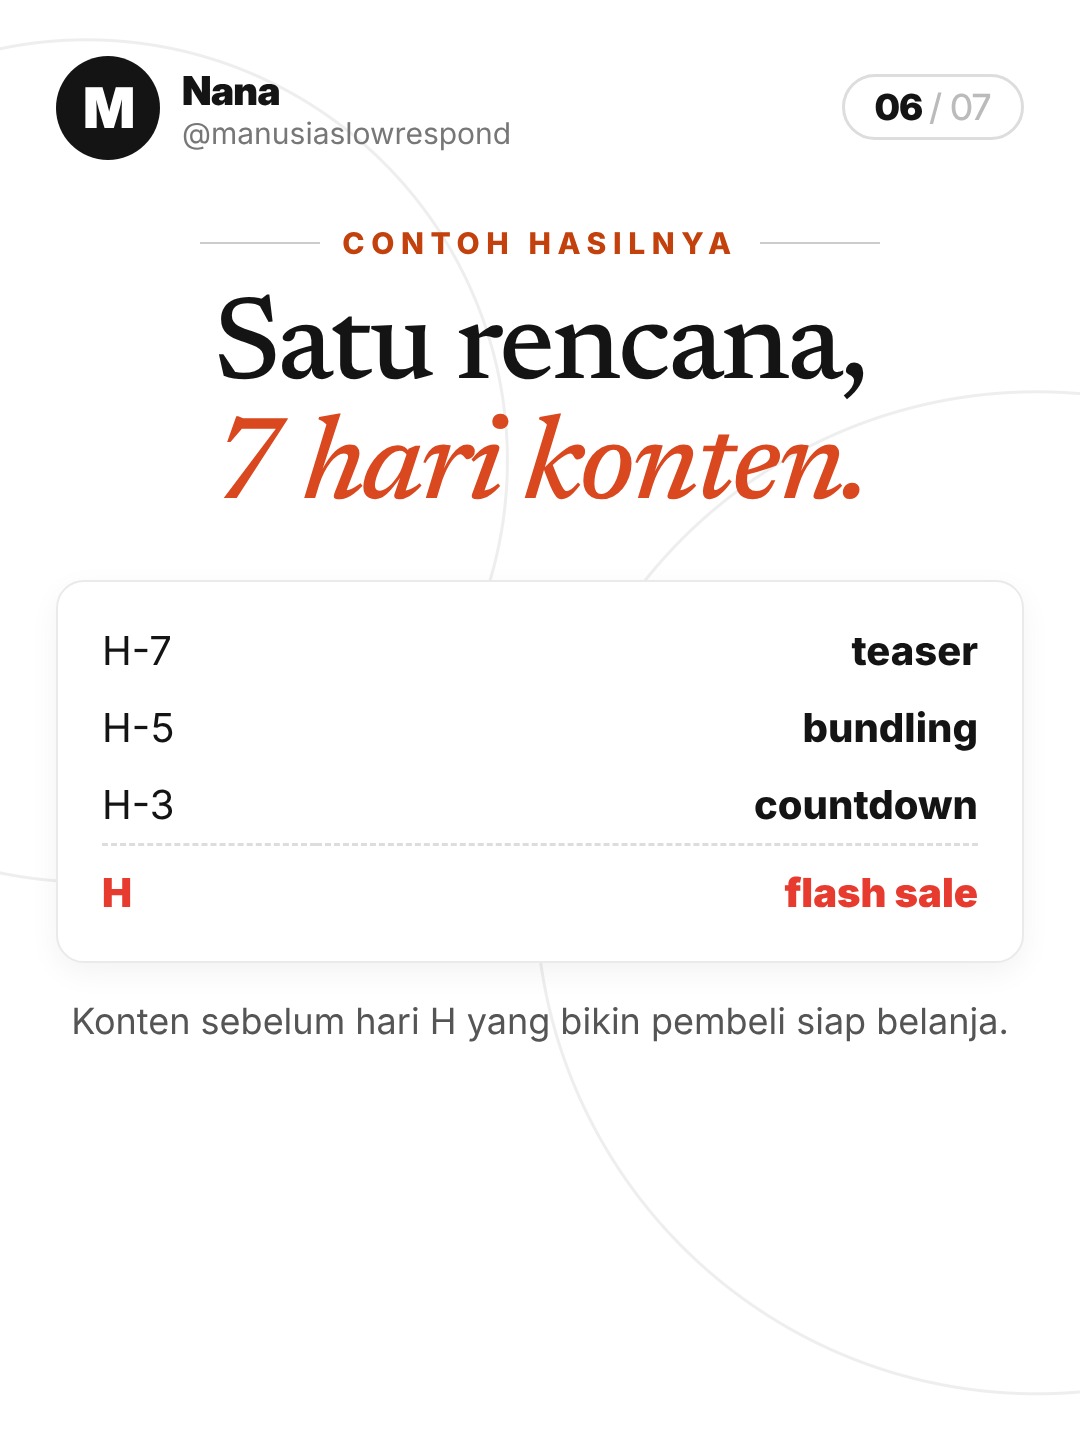 M
Nana
@manusiaslowrespond
06 / 07
CONTOH HASILNYA
Satu rencana,
7 hari konten.
H-7 teaser
H-5 bundling
H-3 countdown
H flash sale
Konten sebelum hari H yang bikin pembeli siap belanja.